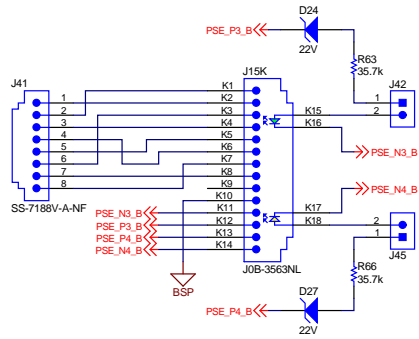 D24
PSE_P3_B
22V
R63
35.7k
J41
J15K
J42
1
2
3
4
5
6
7
8
K1
K2
K3
K4
K5
K6
K7
K8
K9
K10
K11
K12
K13
K14
K15
K16
1
2
PSE_N3_B
PSE_N4_B
SS-7188V-A-NF
PSE_N3_B
PSE_P3_B
PSE_P4_B
PSE_N4_B
K17
K18
2
1
J45
BSP
J0B-3563NL
R66
35.7k
D27
PSE_P4_B
22V